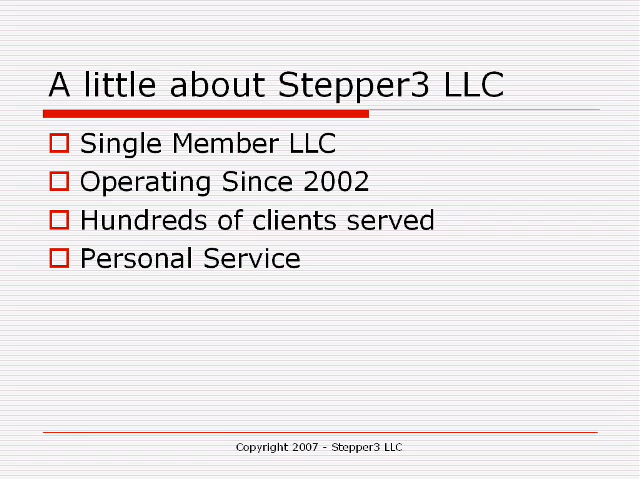 A little about Stepper3 LLC
Single Member LLC
Operating Since 2002
Hundreds of clients served
Personal Service
Copyright 2007 - Stepper3 LLC